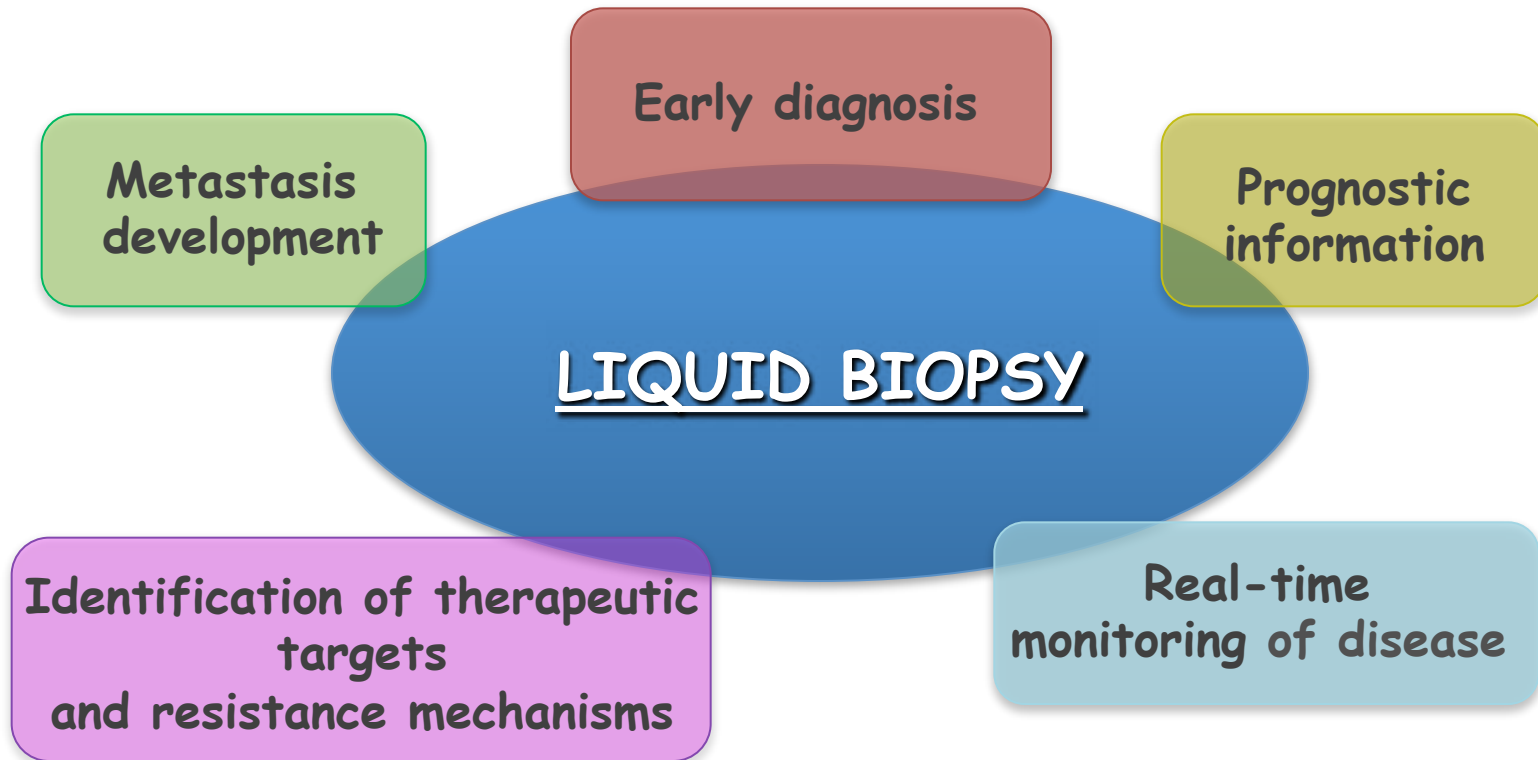 Early diagnosis
Metastasis
development
Prognostic
information
LIQUID BIOPSY
Identification of therapeutic
targets
and resistance mechanisms
Real-time
monitoring of disease